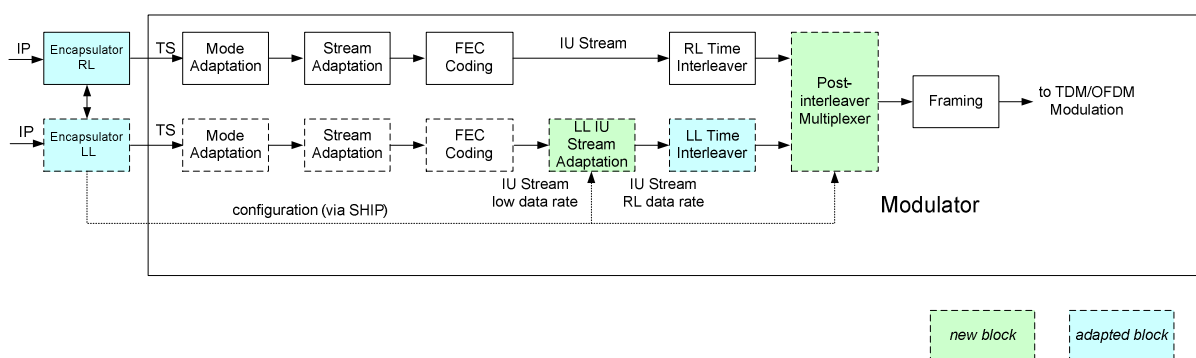 IP
Encapsulator
RL
TS
Mode
Adaptation
Stream
Adaptation
FEC
Coding
IU Stream
RL Time
Interleaver
Post-
interleaver
Multiplexer
Framing
to TDM/OFDM
Modulation
IP
Encapsulator
LL
TS
Mode
Adaptation
Stream
Adaptation
FEC
Coding
LL IU
Stream
Adaptation
LL Time
Interleaver
IU Stream
low data rate
IU Stream
RL data rate
configuration (via SHIP)
Modulator
new block
adapted block